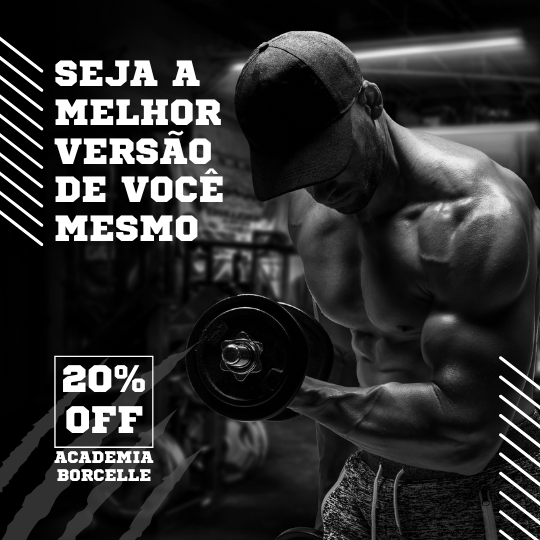 SEJA A
MELHOR
VERSÃO
DE VOCÊ
MESMO
20%
OFF
ACADEMIA
BORCELLE